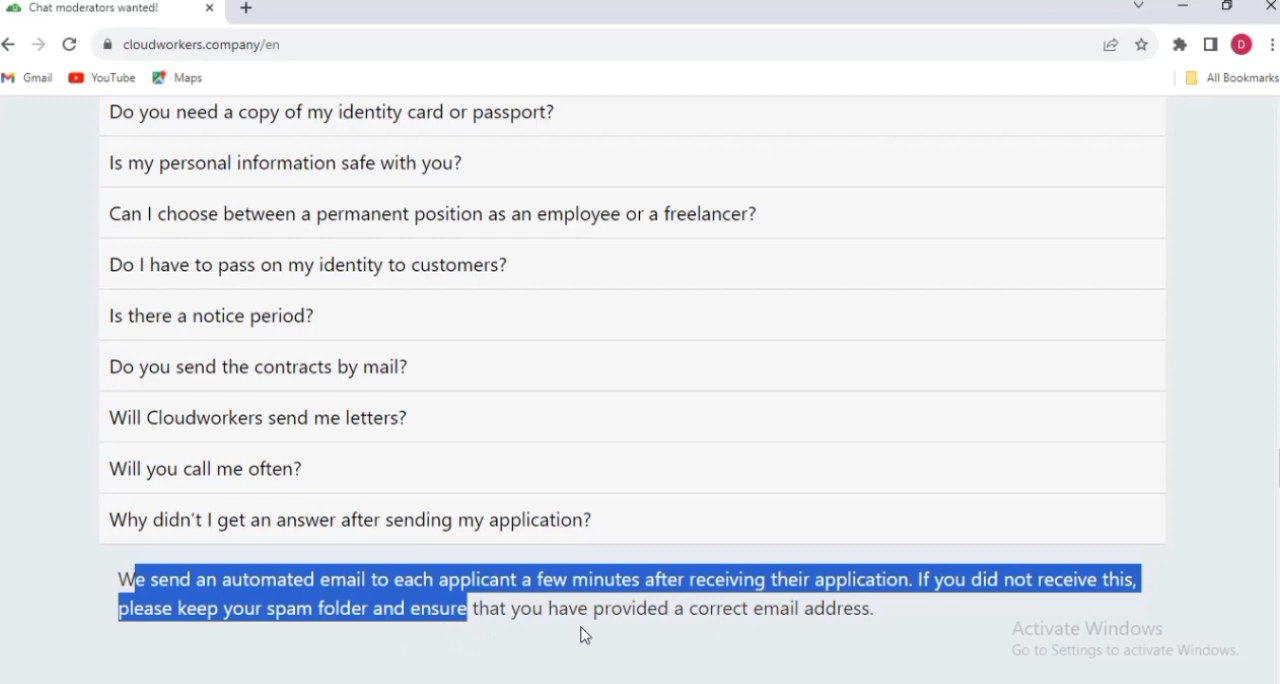 Chat moderators wanted!
cloudworkers.company/en
D
Gmail YouTube Maps All Bookmarks
Do you need a copy of my identity card or passport?
Is my personal information safe with you?
Can I choose between a permanent position as an employee or a freelancer?
Do I have to pass on my identity to customers?
Is there a notice period?
Do you send the contracts by mail?
Will Cloudworkers send me letters?
Will you call me often?
Why didn't I get an answer after sending my application?
We send an automated email to each applicant a few minutes after receiving their application. If you did not receive this,
please keep your spam folder and ensure that you have provided a correct email address.
Activate Windows
Go to Settings to activate Windows.